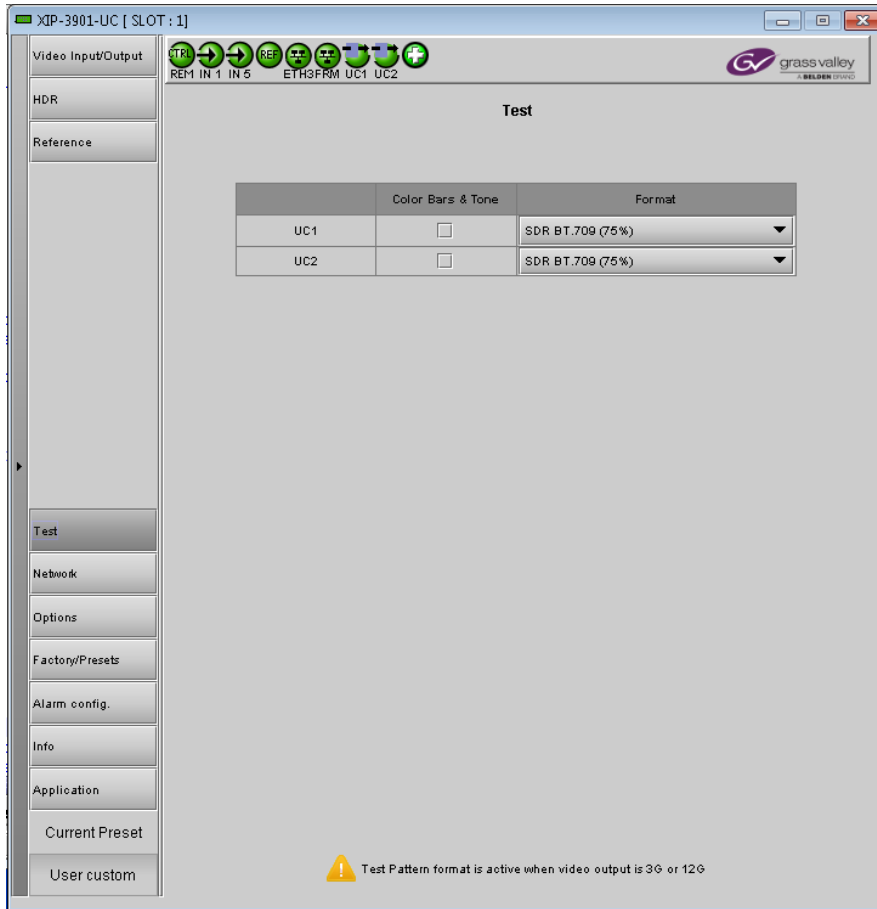 XIP-3901-UC [ SLOT : 1]
Video Input/Output
HDR
Reference
CTRL REF
REM IN 1 IN 5 ETH3FRM UC1 UC2
GV grass valley
A BELDEN BRAND
Test
Color Bars & Tone Format
UC1 SDR BT.709 (75%)
UC2 SDR BT.709 (75%)
Test
Network
Options
Factory/Presets
Alarm config.
Info
Application
Current Preset
User custom
Test Pattern format is active when video output is 3G or 12G